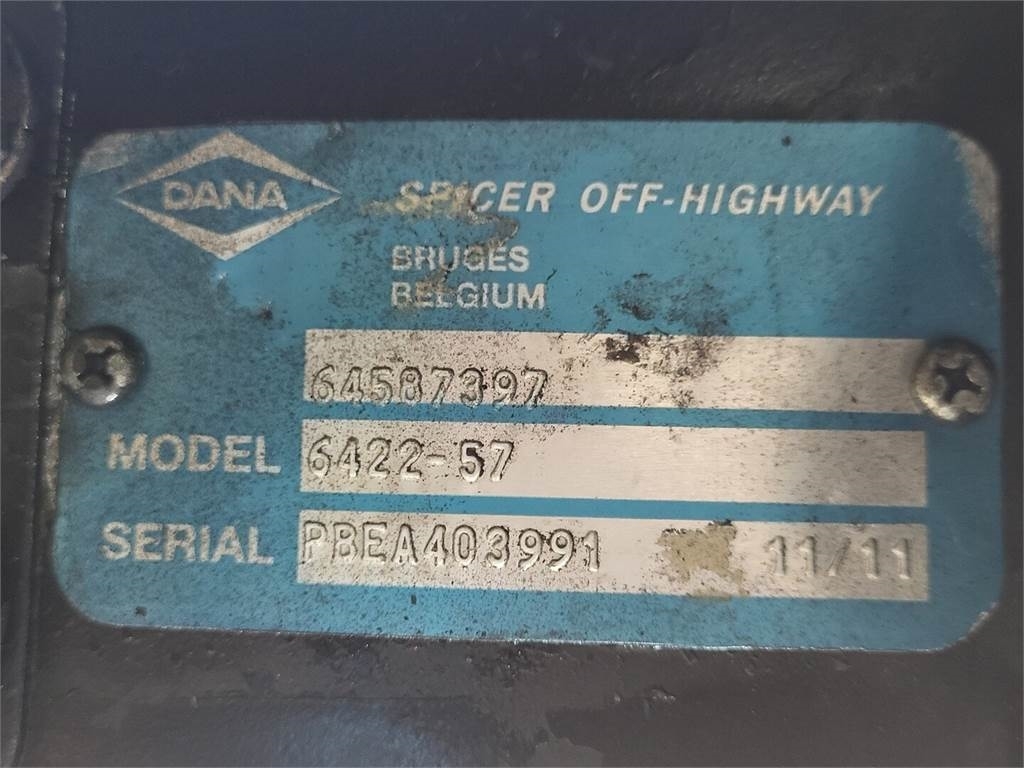 DANA
SPICER OFF-HIGHWAY
BRUGES
BELGIUM
64587397
MODEL 6422-57
SERIAL PBEA403991 11/11